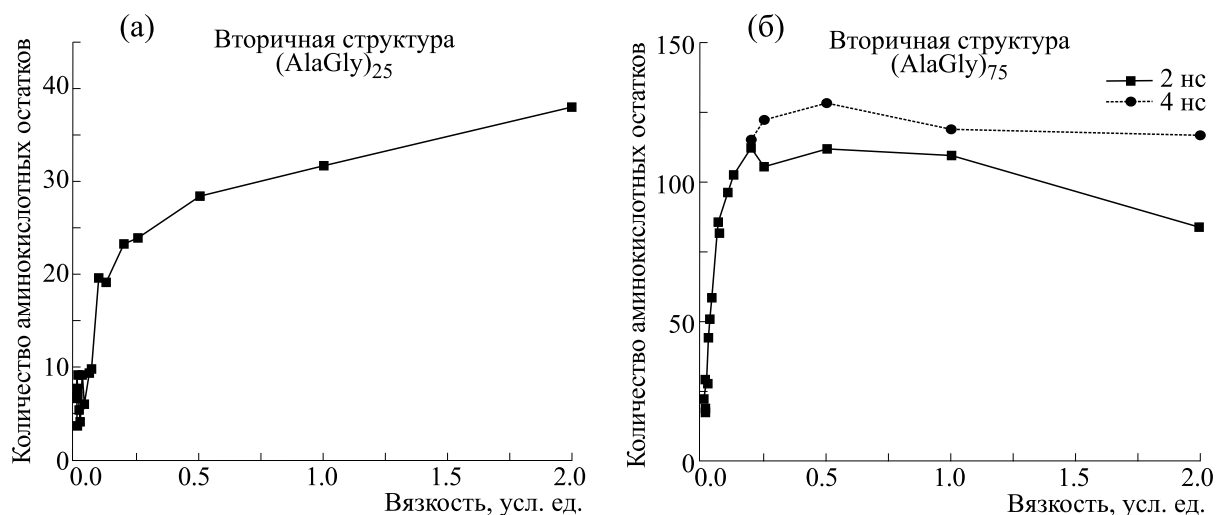 (а)
Вторичная структура
(AlaGly)25
Количество аминокислотных остатков
40
30
20
10
0
0.0 0.5 1.0 1.5 2.0
Вязкость, усл. ед.
(б)
Вторичная структура
(AlaGly)75
2 нс
4 нс
Количество аминокислотных остатков
150
100
50
0
0.0 0.5 1.0 1.5 2.0
Вязкость, усл. ед.